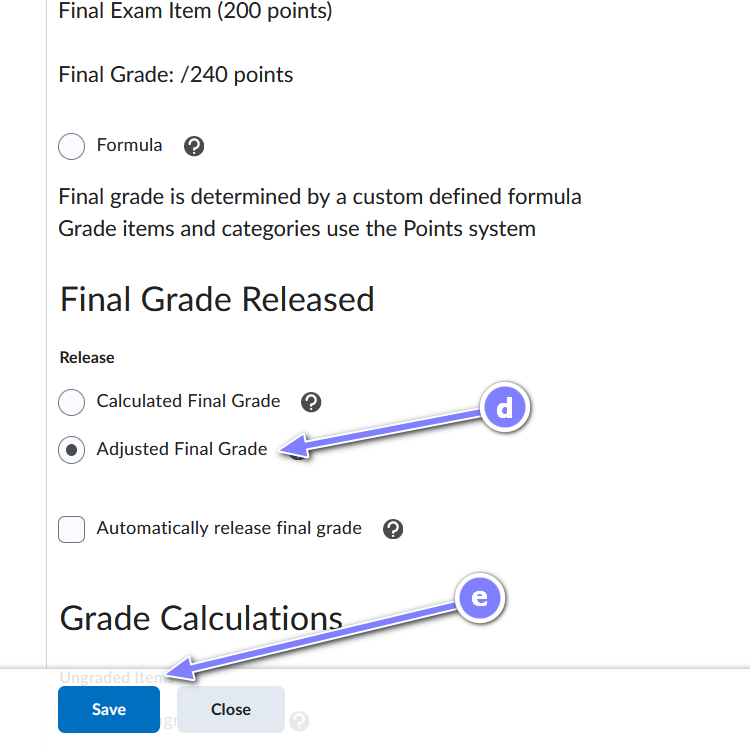 Final Exam Item (200 points)
Final Grade: /240 points
Formula ?
Final grade is determined by a custom defined formula
Grade items and categories use the Points system
Final Grade Released
Release
Calculated Final Grade ?
d
Adjusted Final Grade
Automatically release final grade ?
e
Grade Calculations
Ungraded Item
Save Close ?